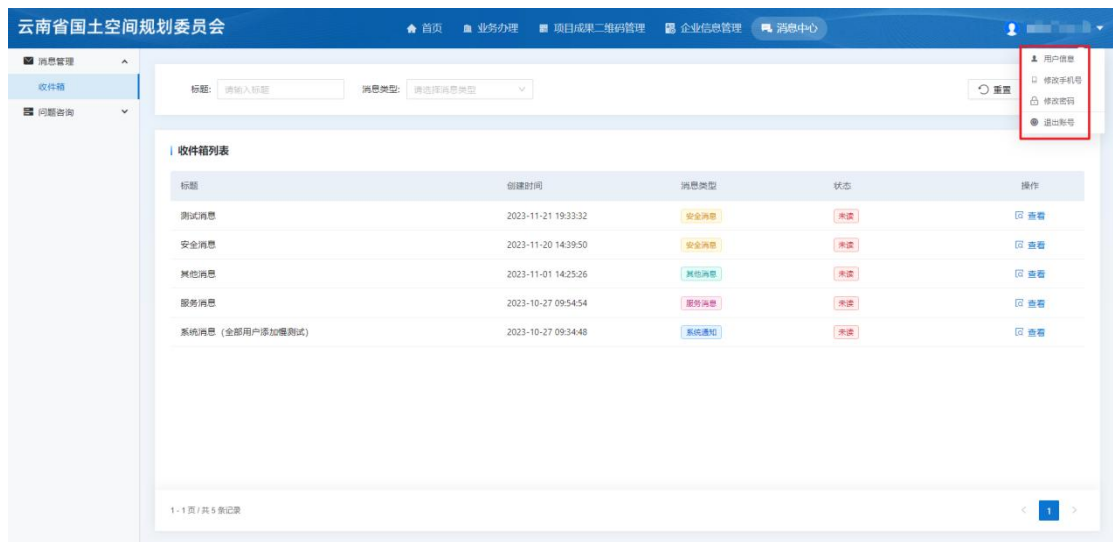 云南省国土空间规划委员会
首页 业务办理 项目成果二维码管理 企业信息管理 消息中心
消息管理
收件箱
问题咨询
标题: 请输入标题 消息类型: 请选择消息类型 重置
用户信息
修改手机号
修改密码
退出账号
收件箱列表
标题 创建时间 消息类型 状态 操作
测试消息 2023-11-21 19:33:32 安全消息 未读 查看
安全消息 2023-11-20 14:39:50 安全消息 未读 查看
其他消息 2023-11-01 14:25:26 其他消息 未读 查看
服务消息 2023-10-27 09:54:54 服务消息 未读 查看
系统消息（全部用户添加慢测试） 2023-10-27 09:34:48 系统通知 未读 查看
1 - 1 页 / 共 5 条记录 < 1 >